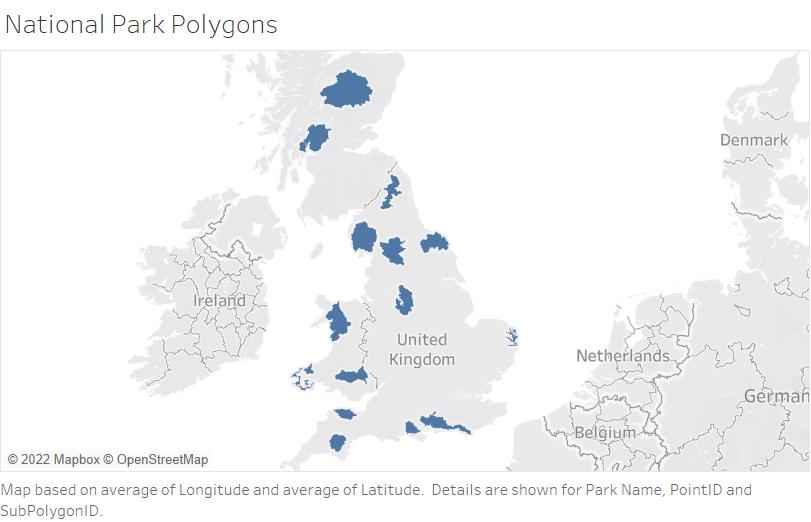 National Park Polygons
Denmark
Ireland
United
Kingdom
Netherlands
German
Belgium
© 2022 Mapbox © OpenStreetMap
Map based on average of Longitude and average of Latitude. Details are shown for Park Name, PointID and
SubPolygonID.